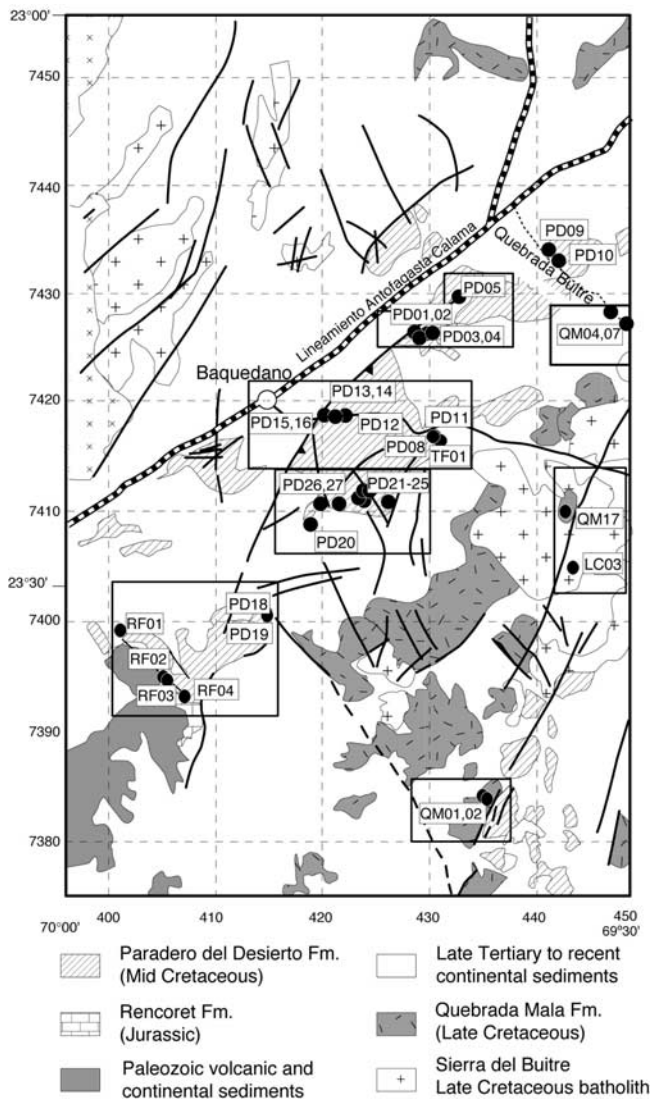 23°00'
7450
7440
7430
7420
7410
23°30'
7400
7390
7380
70°00'
400
410
420
430
440
450
69°30'
Lineamiento Antofagasta Calama
Quebrada Buitre
Baquedano
PD09
PD10
PD05
PD01,02
PD03,04
QM04,07
PD13,14
PD15,16
PD12
PD11
PD08
TF01
PD26,27
PD21-25
PD20
QM17
LC03
PD18
PD19
RF01
RF02
RF03
RF04
QM01,02
Paradero del Desierto Fm.
(Mid Cretaceous)
Rencoret Fm.
(Jurassic)
Paleozoic volcanic and
continental sediments
Late Tertiary to recent
continental sediments
Quebrada Mala Fm.
(Late Cretaceous)
Sierra del Buitre
Late Cretaceous batholith